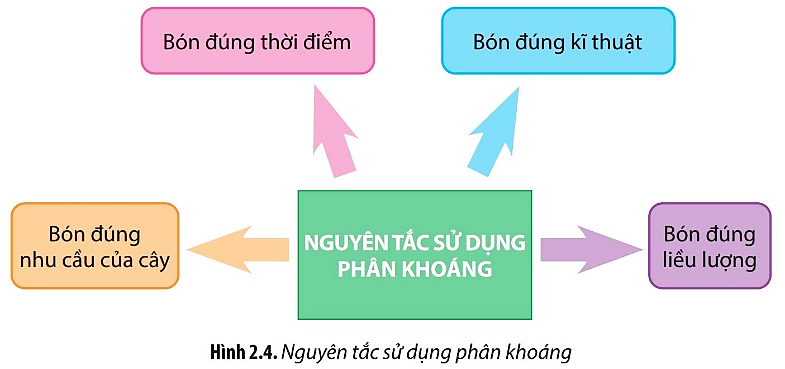 Bón đúng thời điểm
Bón đúng kĩ thuật
Bón đúng
nhu cầu của cây
NGUYÊN TẮC SỬ DỤNG
PHÂN KHOÁNG
Bón đúng
liều lượng
Hình 2.4. Nguyên tắc sử dụng phân khoáng